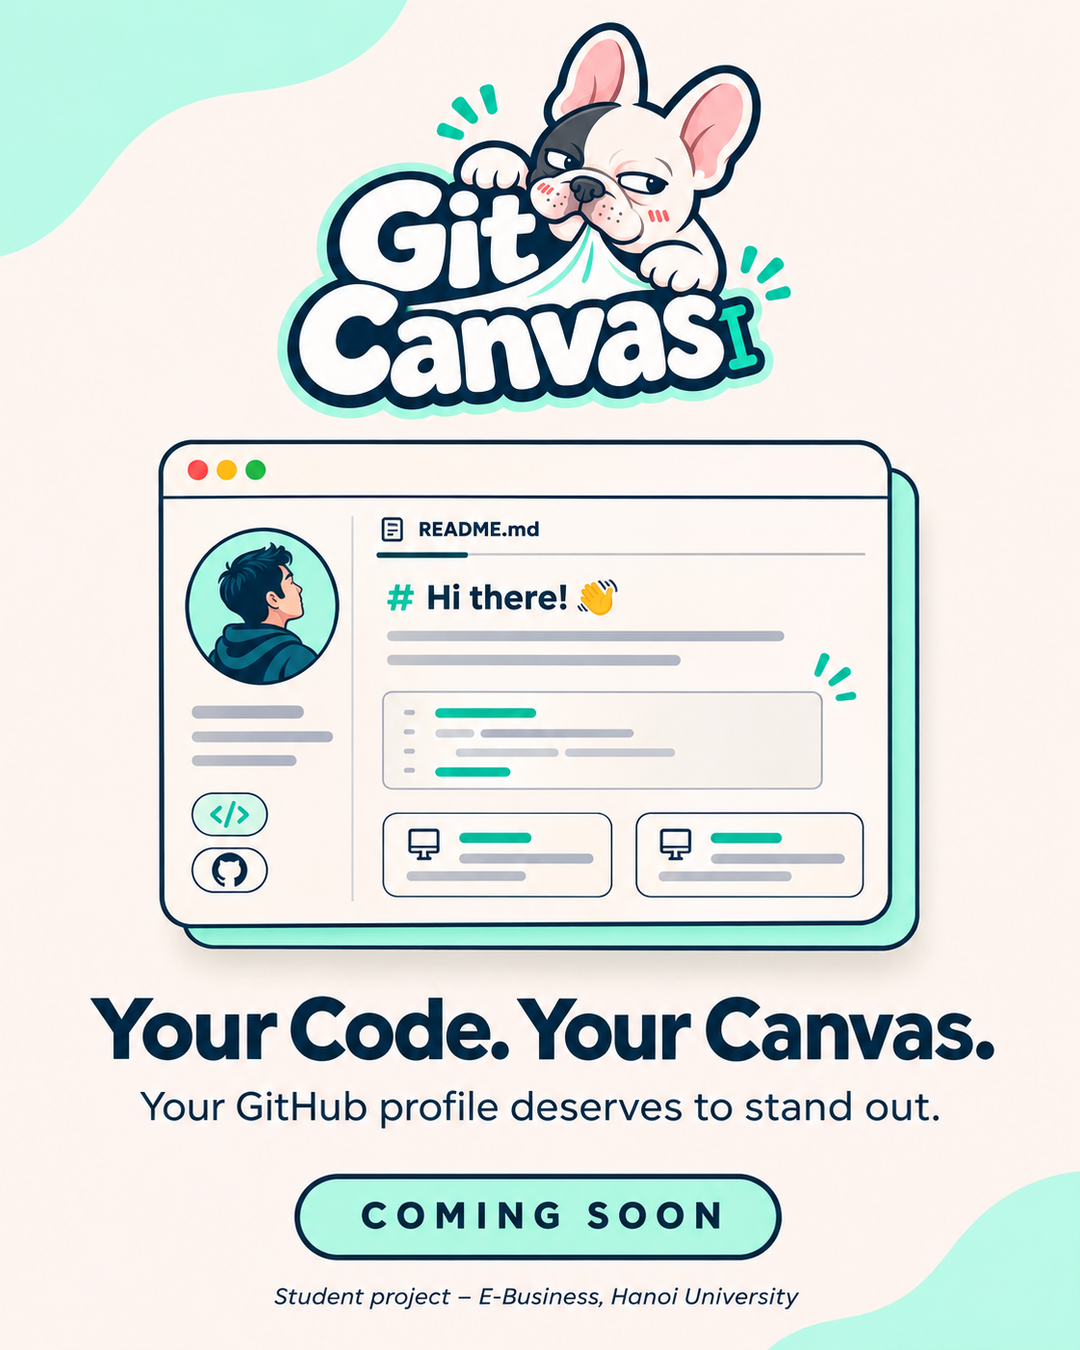 Git
CanvasI
README.md
# Hi there! 👋
</>
Your Code. Your Canvas.
Your GitHub profile deserves to stand out.
COMING SOON
Student project – E-Business, Hanoi University